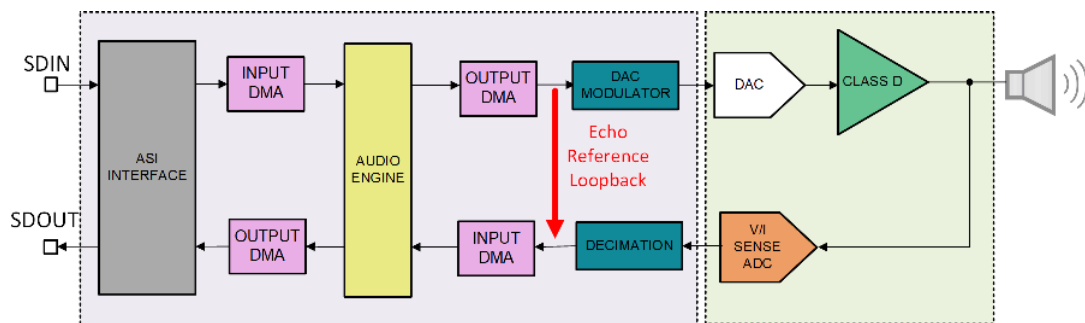 SDIN
ASI
INTERFACE
INPUT
DMA
AUDIO
ENGINE
OUTPUT
DMA
DAC
MODULATOR
DAC
CLASS D
Echo
Reference
Loopback
SDOUT
OUTPUT
DMA
INPUT
DMA
DECIMATION
V/I
SENSE
ADC